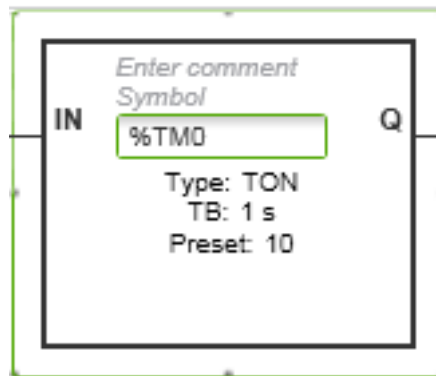 Enter comment
Symbol
IN
%TM0
Q
Type: TON
TB: 1 s
Preset: 10